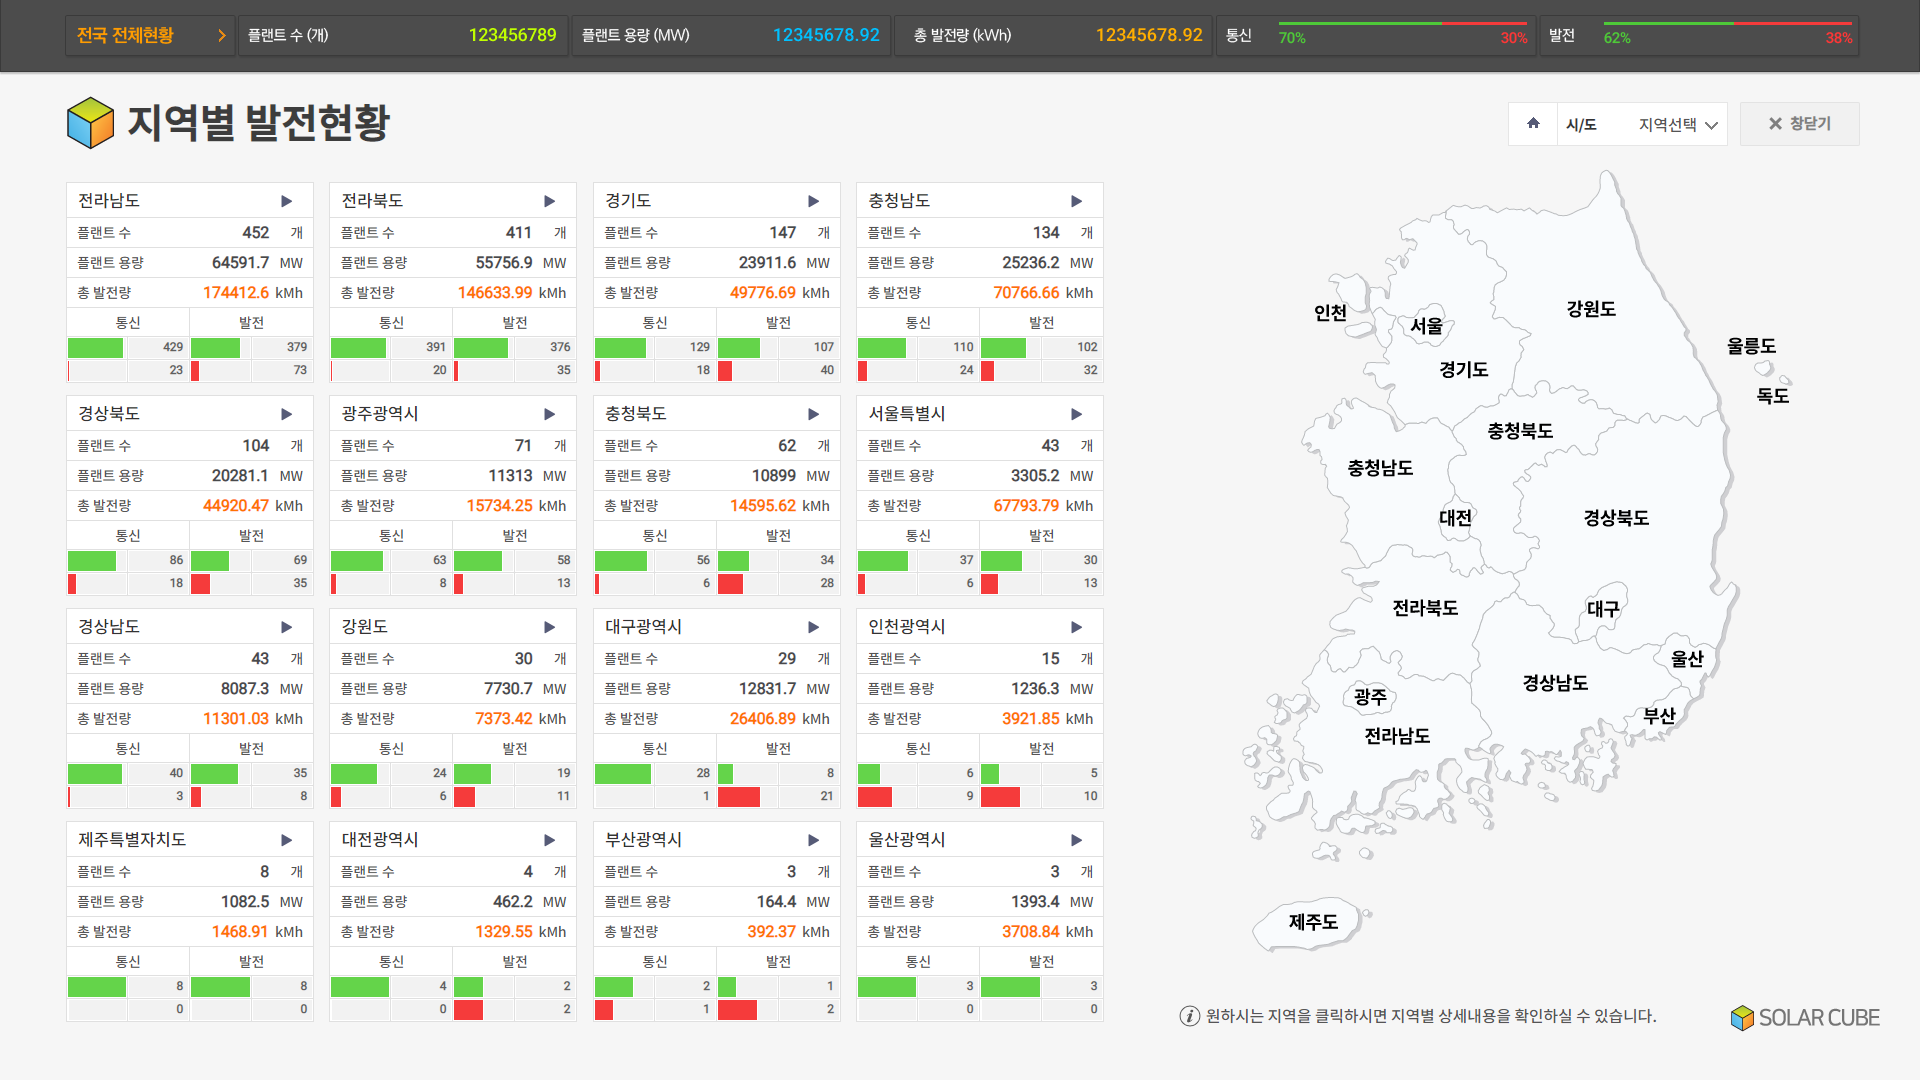 전국 전체현황
플랜트 수 (개) 123456789
플랜트 용량 (MW) 12345678.92
총 발전량 (kWh) 12345678.92
통신 70% 30%
발전 62% 38%
지역별 발전현황
시/도 지역선택
창닫기
전라남도 전라북도 경기도 충청남도
플랜트 수 452 개 플랜트 수 411 개 플랜트 수 147 개 플랜트 수 134 개
플랜트 용량 64591.7 MW 플랜트 용량 55756.9 MW 플랜트 용량 23911.6 MW 플랜트 용량 25236.2 MW
총 발전량 174412.6 kMh 총 발전량 146633.99 kMh 총 발전량 49776.69 kMh 총 발전량 70766.66 kMh
통신 발전 통신 발전 통신 발전 통신 발전
429 379 391 376 129 107 110 102
23 73 20 35 18 40 24 32
경상북도 광주광역시 충청북도 서울특별시
플랜트 수 104 개 플랜트 수 71 개 플랜트 수 62 개 플랜트 수 43 개
플랜트 용량 20281.1 MW 플랜트 용량 11313 MW 플랜트 용량 10899 MW 플랜트 용량 3305.2 MW
총 발전량 44920.47 kMh 총 발전량 15734.25 kMh 총 발전량 14595.62 kMh 총 발전량 67793.79 kMh
통신 발전 통신 발전 통신 발전 통신 발전
86 69 63 58 56 34 37 30
18 35 8 13 6 28 6 13
경상남도 강원도 대구광역시 인천광역시
플랜트 수 43 개 플랜트 수 30 개 플랜트 수 29 개 플랜트 수 15 개
플랜트 용량 8087.3 MW 플랜트 용량 7730.7 MW 플랜트 용량 12831.7 MW 플랜트 용량 1236.3 MW
총 발전량 11301.03 kMh 총 발전량 7373.42 kMh 총 발전량 26406.89 kMh 총 발전량 3921.85 kMh
통신 발전 통신 발전 통신 발전 통신 발전
40 35 24 19 28 8 6 5
3 8 6 11 1 21 9 10
제주특별자치도 대전광역시 부산광역시 울산광역시
플랜트 수 8 개 플랜트 수 4 개 플랜트 수 3 개 플랜트 수 3 개
플랜트 용량 1082.5 MW 플랜트 용량 462.2 MW 플랜트 용량 164.4 MW 플랜트 용량 1393.4 MW
총 발전량 1468.91 kMh 총 발전량 1329.55 kMh 총 발전량 392.37 kMh 총 발전량 3708.84 kMh
통신 발전 통신 발전 통신 발전 통신 발전
8 8 4 2 2 1 3 3
0 0 0 2 1 2 0 0
강원도
인천
서울
울릉도
경기도
독도
충청북도
충청남도
대전
경상북도
전라북도
대구
울산
경상남도
광주
부산
전라남도
제주도
i 원하시는 지역을 클릭하시면 지역별 상세내용을 확인하실 수 있습니다.
SOLAR CUBE